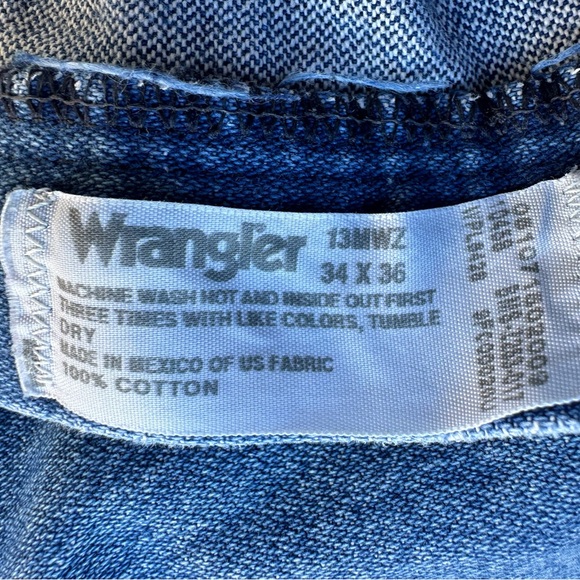 Wrangler 13MWZ
34 X 36
MACHINE WASH HOT AND INSIDE OUT FIRST
THREE TIMES WITH LIKE COLORS, TUMBLE
DRY
MADE IN MEXICO OF US FABRIC
100% COTTON